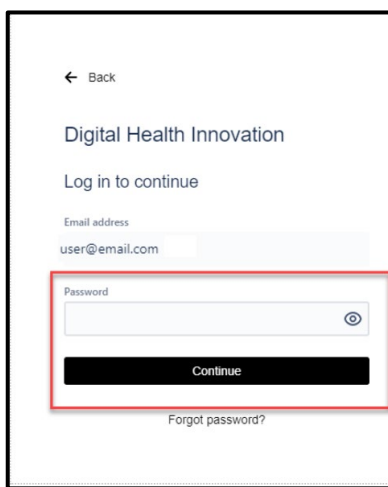 ← Back
Digital Health Innovation
Log in to continue
Email address
user@email.com
Password
Continue
Forgot password?